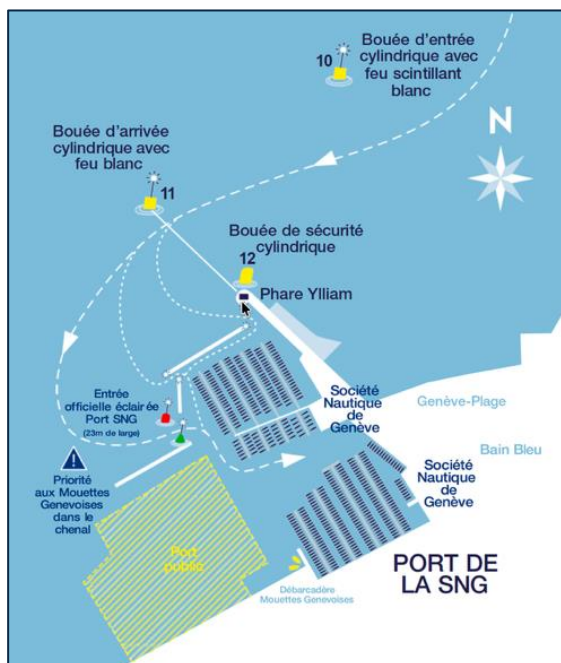 10
Bouée d'entrée
cylindrique avec
feu scintillant
blanc
N
Bouée d'arrivée
cylindrique avec
feu blanc
11
Bouée de sécurité
cylindrique
12
Phare Ylliam
Entrée
officielle éclairée
Port SNG
(23m de large)
Société
Nautique
de
Genève
Genève-Plage
Bain Bleu
Société
Nautique
de
Genève
Priorité
aux Mouettes
Genevoises
dans le
chenal
Port
public
Débarcadère
Mouettes Genevoises
PORT DE
LA SNG